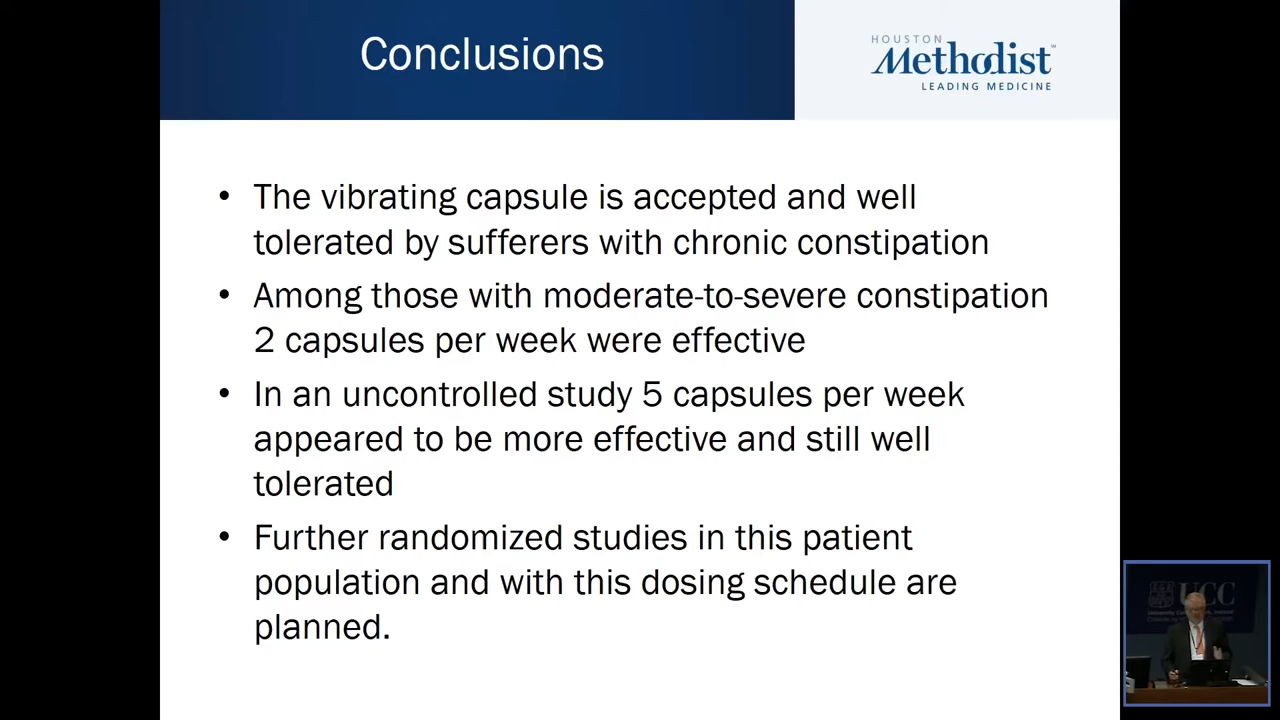 Conclusions
HOUSTON
Methodist™
LEADING MEDICINE
• The vibrating capsule is accepted and well
tolerated by sufferers with chronic constipation
• Among those with moderate-to-severe constipation
2 capsules per week were effective
• In an uncontrolled study 5 capsules per week
appeared to be more effective and still well
tolerated
• Further randomized studies in this patient
population and with this dosing schedule are
planned.
UCC